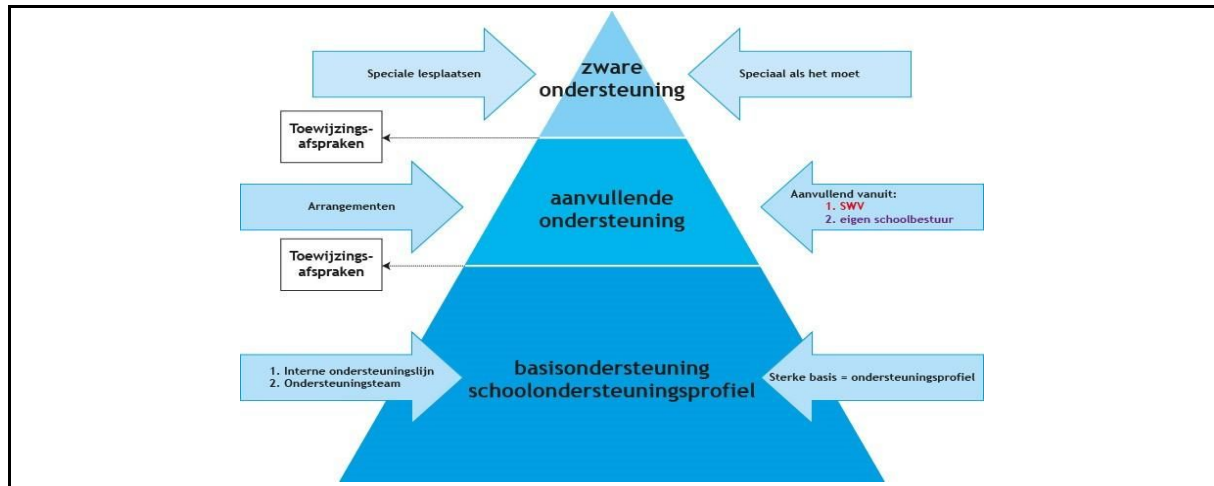 Speciale lesplaatsen
zware
ondersteuning
Speciaal als het moet
Toewijzings-
afspraken
Arrangementen
aanvullende
ondersteuning
Aanvullend vanuit:
1. SWV
2. eigen schoolbestuur
Toewijzings-
afspraken
1. Interne ondersteuningslijn
2. Ondersteuningsteam
basisondersteuning
schoolondersteuningsprofiel
Sterke basis = ondersteuningsprofiel